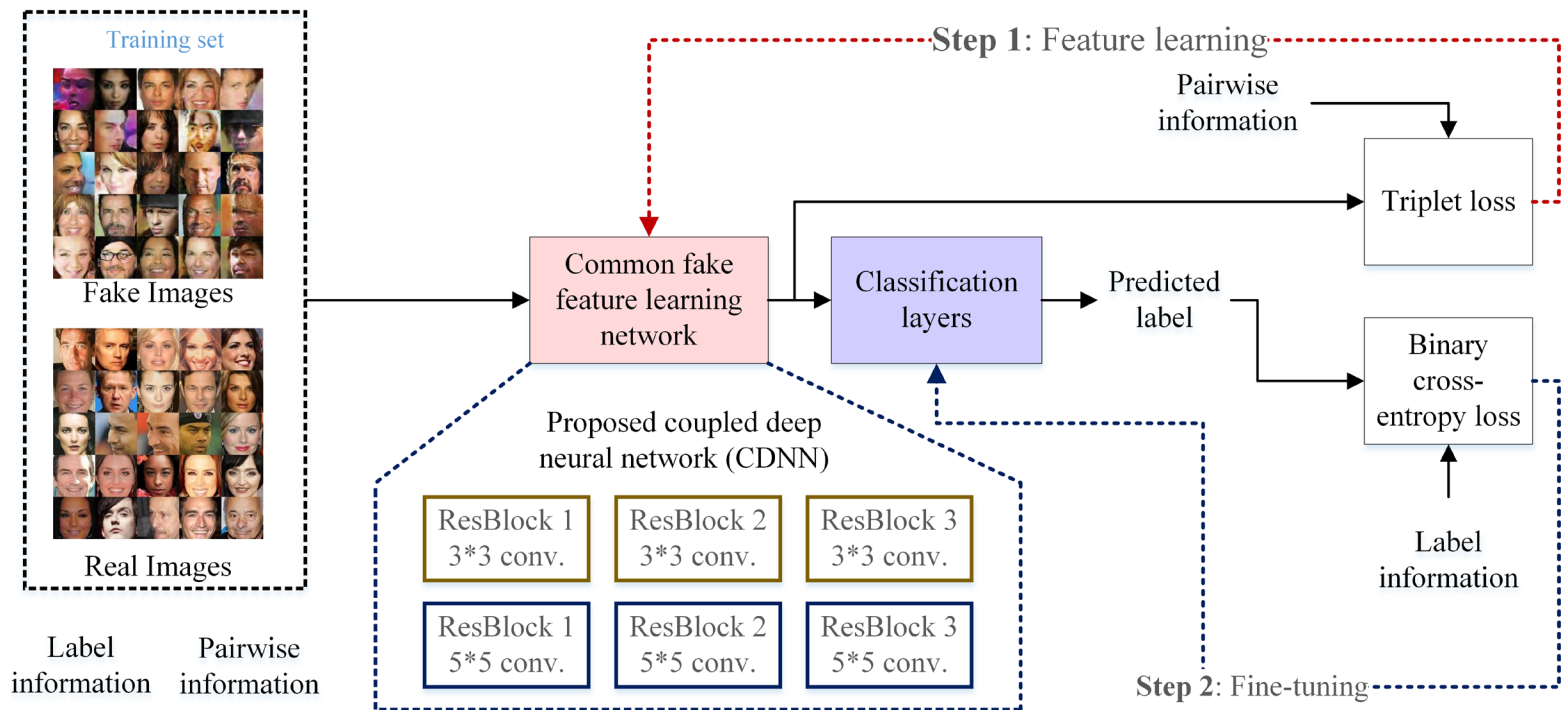 Training set
Fake Images
Real Images
Label
information
Pairwise
information
Step 1: Feature learning
Pairwise
information
Triplet loss
Common fake
feature learning
network
Classification
layers
Predicted
label
Binary
cross-
entropy loss
Label
information
Proposed coupled deep
neural network (CDNN)
ResBlock 1
3*3 conv.
ResBlock 2
3*3 conv.
ResBlock 3
3*3 conv.
ResBlock 1
5*5 conv.
ResBlock 2
5*5 conv.
ResBlock 3
5*5 conv.
Step 2: Fine-tuning